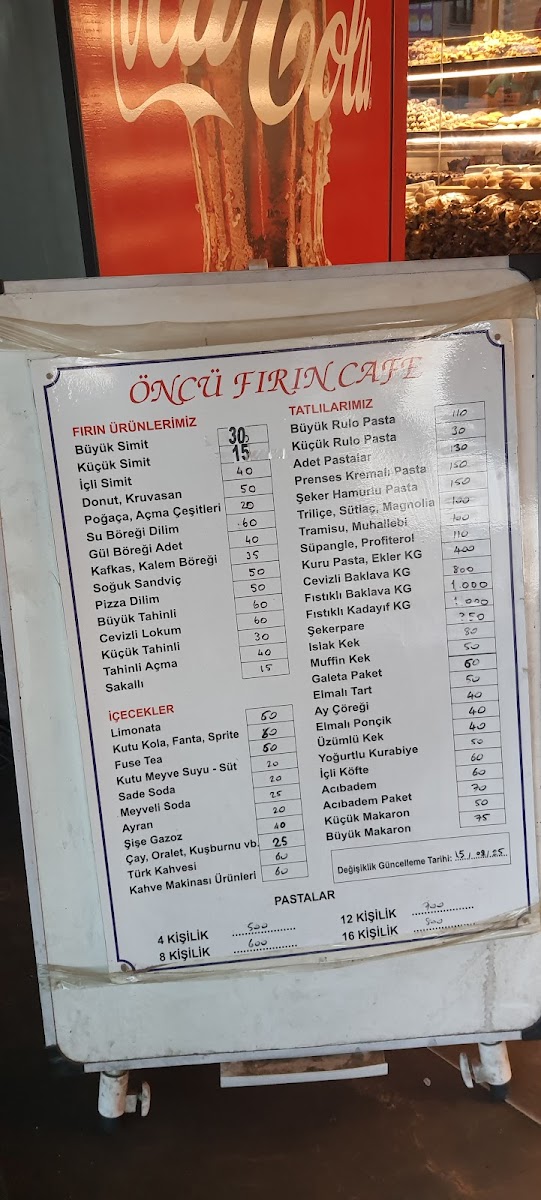 Coca Cola
ÖNCÜ FIRIN CAFE
FIRIN ÜRÜNLERİMİZ
Büyük Simit 30
Küçük Simit 15
İçli Simit 40
Donut, Kruvasan 50
Poğaça, Açma Çeşitleri 20
Su Böreği Dilim 60
Gül Böreği Adet 40
Kafkas, Kalem Böreği 35
Soğuk Sandviç 50
Pizza Dilim 50
Büyük Tahinli 60
Cevizli Lokum 60
Küçük Tahinli 30
Tahinli Açma 40
Sakallı 15
İÇECEKLER
Limonata
Kutu Kola, Fanta, Sprite
Fuse Tea
Kutu Meyve Suyu - Süt 20
Sade Soda 20
Meyveli Soda 25
Ayran 20
Şişe Gazoz 40
Çay, Oralet, Kuşburnu vb. 25
Türk Kahvesi 60
Kahve Makinası Ürünleri 60
TATLILARIMIZ
Büyük Rulo Pasta 110
Küçük Rulo Pasta 30
Adet Pastalar 130
Prenses Kremalı Pasta 150
Şeker Hamurlu Pasta 150
Triliçe, Sütlaç, Magnolia 100
Tramisu, Muhallebi 100
Süpangle, Profiterol 110
Kuru Pasta, Ekler KG 400
Cevizli Baklava KG 800
Fıstıklı Baklava KG 1.000
Fıstıklı Kadayıf KG 1.000
Şekerpare 250
Islak Kek 80
Muffin Kek 50
Galeta Paket 60
Elmalı Tart 50
Ay Çöreği 40
Elmalı Ponçik 40
Üzümlü Kek 40
Yoğurtlu Kurabiye 50
İçli Köfte 60
Acıbadem 60
Acıbadem Paket 70
Küçük Makaron 50
Büyük Makaron 75
Değişiklik Güncelleme Tarihi: 15/08/25
PASTALAR
4 KİŞİLİK 500
8 KİŞİLİK 600
12 KİŞİLİK 700
16 KİŞİLİK 800